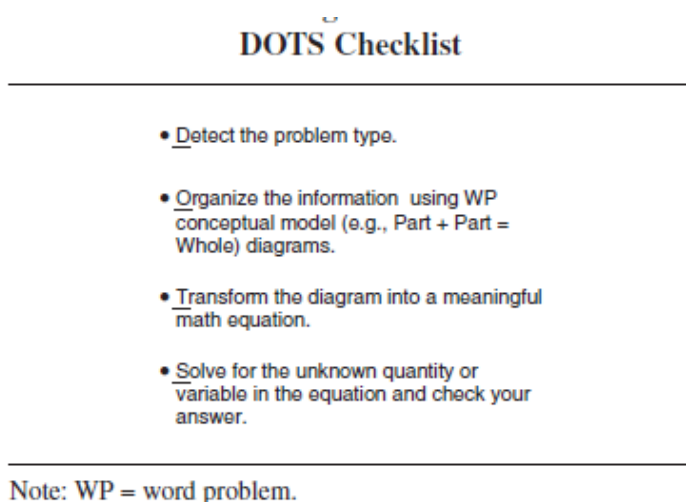 DOTS Checklist
• Detect the problem type.
• Organize the information using WP
conceptual model (e.g., Part + Part =
Whole) diagrams.
• Transform the diagram into a meaningful
math equation.
• Solve for the unknown quantity or
variable in the equation and check your
answer.
Note: WP = word problem.